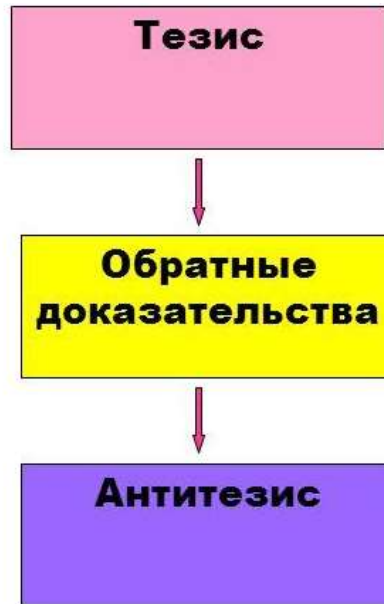 Тезис
Обратные
доказательства
Антитезис